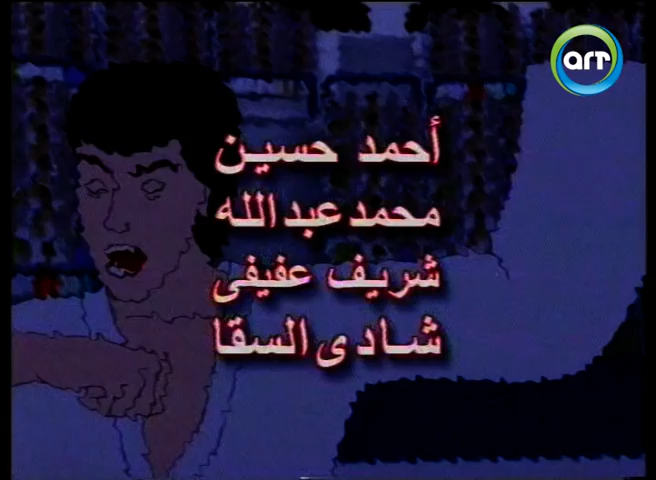 art
أحمد حسين
محمد عبد الله
شريف عفيفى
شادى السقا